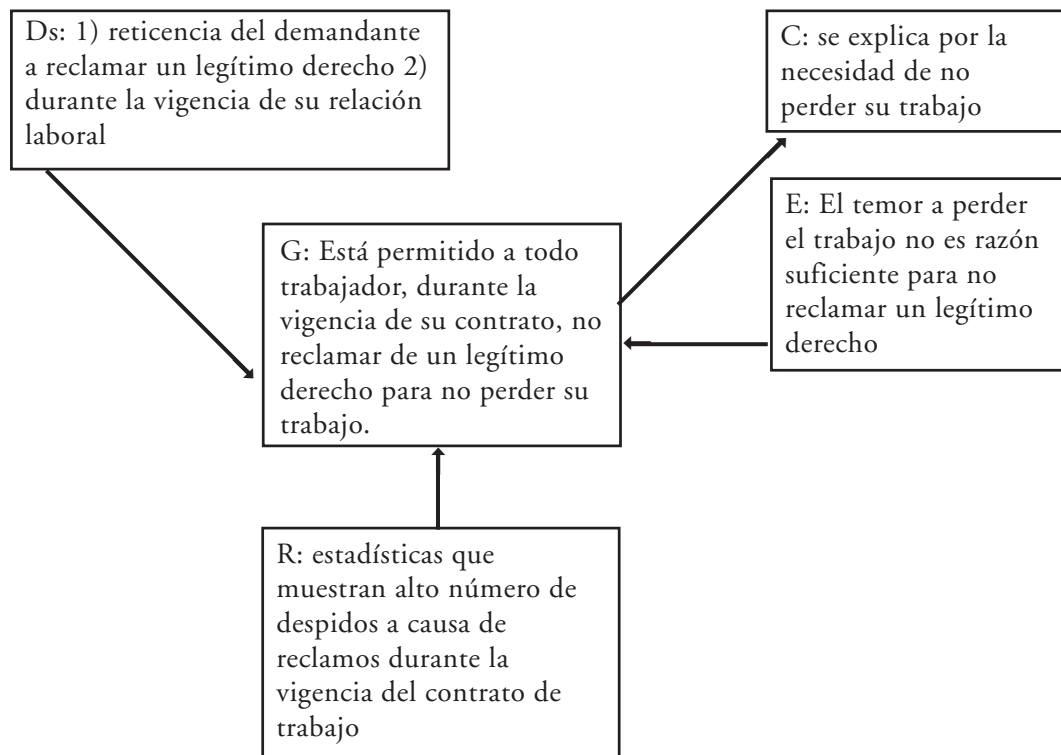 Ds: 1) reticencia del demandante
a reclamar un legítimo derecho 2)
durante la vigencia de su relación
laboral
C: se explica por la
necesidad de no
perder su trabajo
E: El temor a perder
el trabajo no es razón
suficiente para no
reclamar un legítimo
derecho
G: Está permitido a todo
trabajador, durante la
vigencia de su contrato, no
reclamar de un legítimo
derecho para no perder su
trabajo.
R: estadísticas que
muestran alto número de
despidos a causa de
reclamos durante la
vigencia del contrato de
trabajo